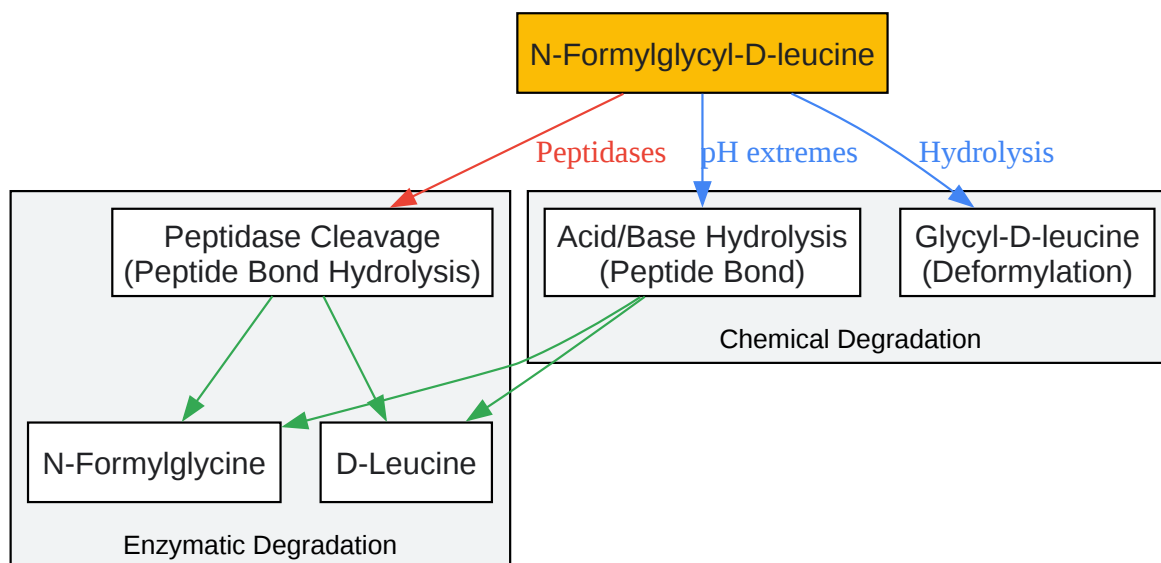 N-Formylglycyl-D-leucine
Peptidases
pH extremes
Hydrolysis
Peptidase Cleavage
(Peptide Bond Hydrolysis)
Acid/Base Hydrolysis
(Peptide Bond)
Glycyl-D-leucine
(Deformylation)
Chemical Degradation
N-Formylglycine
D-Leucine
Enzymatic Degradation